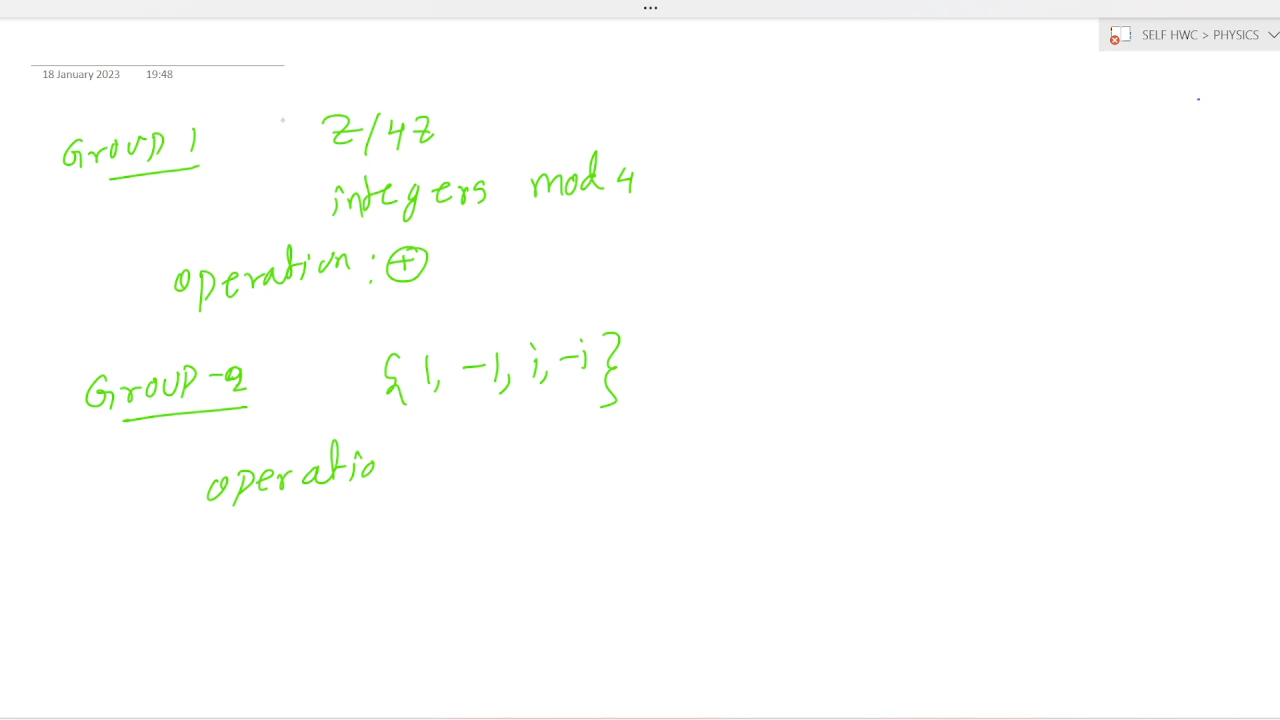 ...
SELF HWC > PHYSICS
18 January 2023 19:48
Group 1 Z/4Z
integers mod 4
operation : +
Group-2 {1, -1, i, -i}
operatio